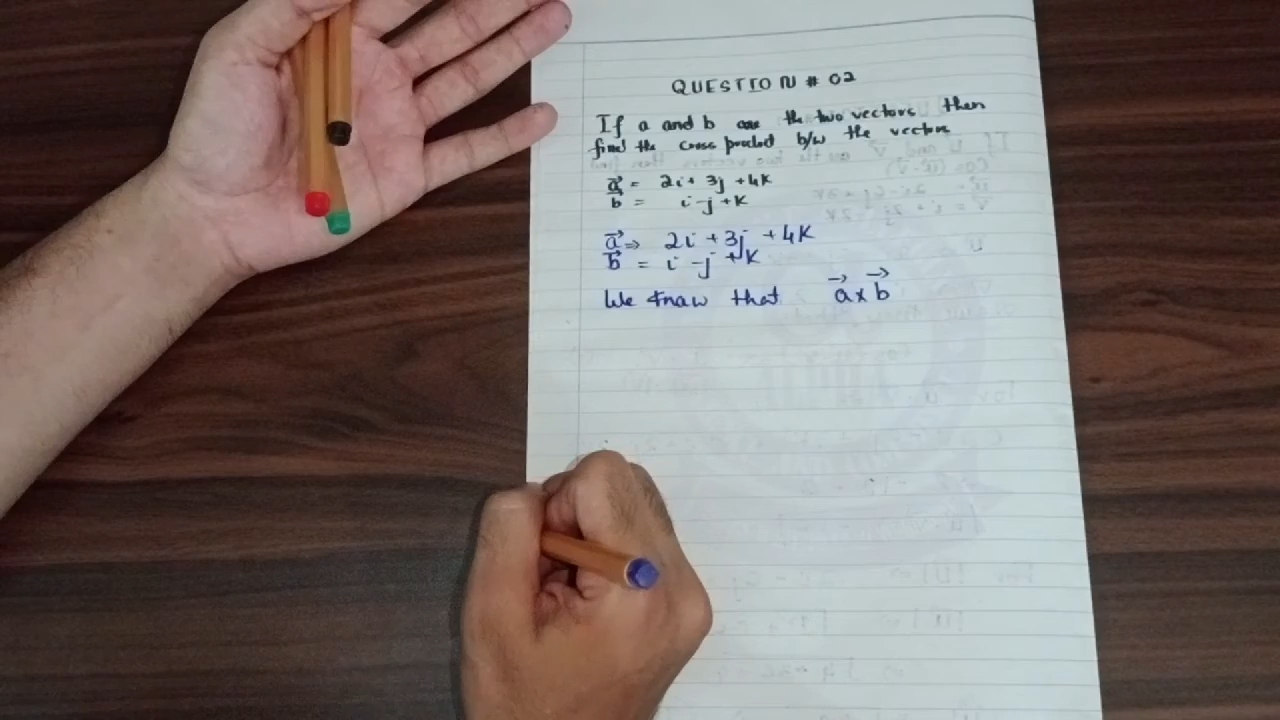 QUESTION # 02
If a and b are the two vectors then
find the cross product b/w the vectors
a⃗ = 2i + 3j + 4k
b⃗ = i - j + k
a⃗ ⇒ 2i + 3j + 4k
b⃗ = i - j + k
We know that a⃗ x b⃗